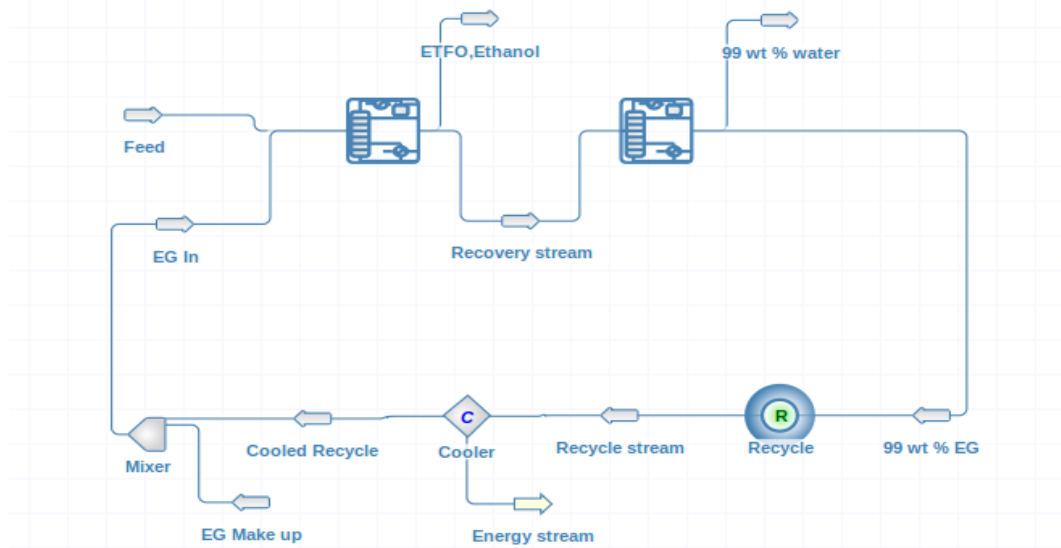 ETFO,Ethanol
99 wt % water
Feed
EG In
Recovery stream
C
R
Cooled Recycle
Cooler
Recycle stream
Recycle
99 wt % EG
Mixer
EG Make up
Energy stream